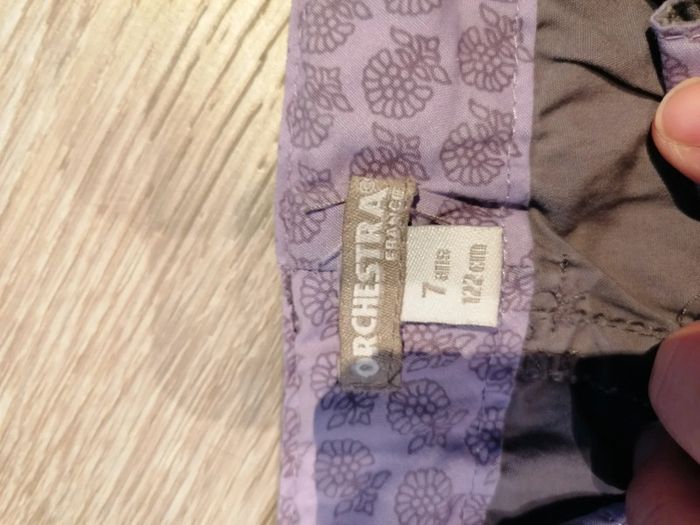 ORCHESTRA®
FRANCE
7 ans
122 cm